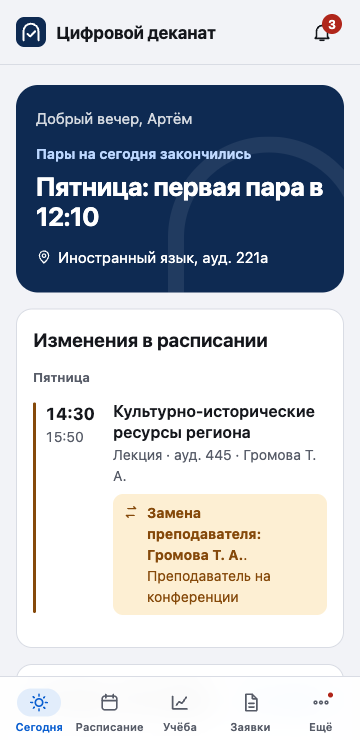 Цифровой деканат
3
Добрый вечер, Артём
Пары на сегодня закончились
Пятница: первая пара в
12:10
Иностранный язык, ауд. 221а
Изменения в расписании
Пятница
14:30
15:50
Культурно-исторические
ресурсы региона
Лекция · ауд. 445 · Громова Т.
А.
Замена
преподавателя:
Громова Т. А..
Преподаватель на
конференции
Сегодня
Расписание
Учёба
Заявки
Ещё